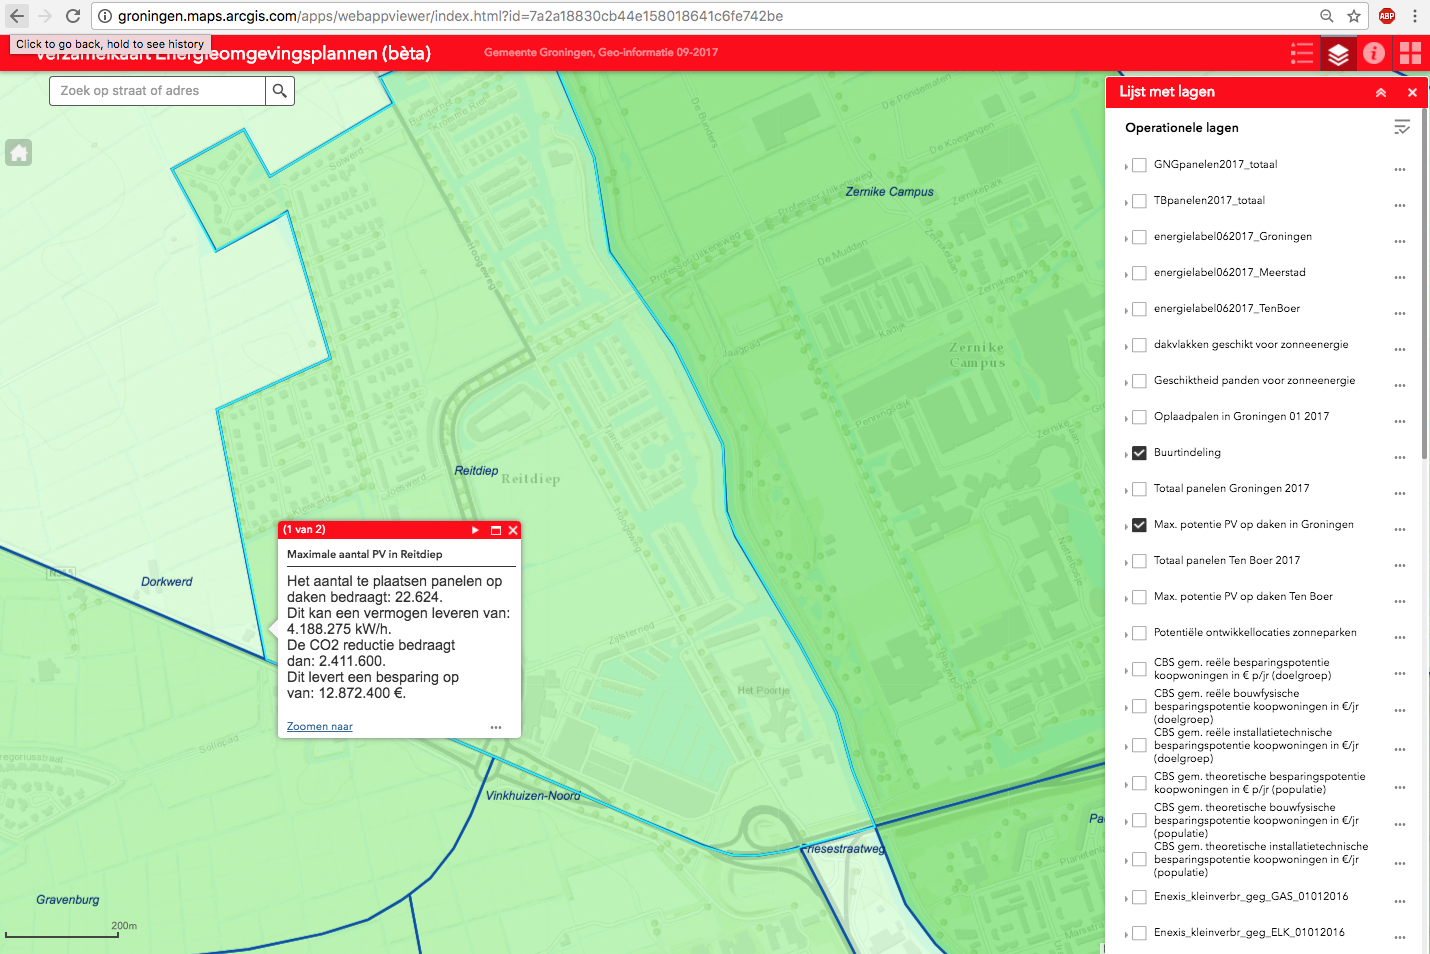 groningen.maps.arcgis.com/apps/webappviewer/index.html?id=7a2a18830cb44e158018641c6fe742be
ABP
Click to go back, hold to see history
Verzamelkaart Energieomgevingsplannen (bèta)
Gemeente Groningen, Geo-informatie 09-2017
Zoek op straat of adres
Lijst met lagen
Operationele lagen
GNGpanelen2017_totaal
TBpanelen2017_totaal
energielabel062017_Groningen
energielabel062017_Meerstad
energielabel062017_TenBoer
dakvlakken geschikt voor zonneenergie
Geschiktheid panden voor zonneenergie
Oplaadpalen in Groningen 01 2017
Buurtindeling
Totaal panelen Groningen 2017
Max. potentie PV op daken in Groningen
Totaal panelen Ten Boer 2017
Max. potentie PV op daken Ten Boer
Potentiële ontwikkellocaties zonneparken
CBS gem. reële besparingspotentie
koopwoningen in € p/jr (doelgroep)
CBS gem. reële bouwfysische
besparingspotentie koopwoningen in €/jr
(doelgroep)
CBS gem. reële installatietechnische
besparingspotentie koopwoningen in €/jr
(doelgroep)
CBS gem. theoretische besparingspotentie
koopwoningen in € p/jr (populatie)
CBS gem. theoretische bouwfysische
besparingspotentie koopwoningen in €/jr
(populatie)
CBS gem. theoretische installatietechnische
besparingspotentie koopwoningen in €/jr
(populatie)
Enexis_kleinverbr_geg_GAS_01012016
Enexis_kleinverbr_geg_ELK_01012016
Zernike Campus
Zernike
Campus
De Mudden
Penningsdijk
Hoogeweg
Reitdiep
Reitdiep
Dorkwerd
(1 van 2)
Maximale aantal PV in Reitdiep
Het aantal te plaatsen panelen op
daken bedraagt: 22.624.
Dit kan een vermogen leveren van:
4.188.275 kW/h.
De CO2 reductie bedraagt
dan: 2.411.600.
Dit levert een besparing op
van: 12.872.400 €.
Zoomen naar
Zijlsterried
Het Poortje
Vinkhuizen-Noord
Friesestraatweg
Gravenburg
200m